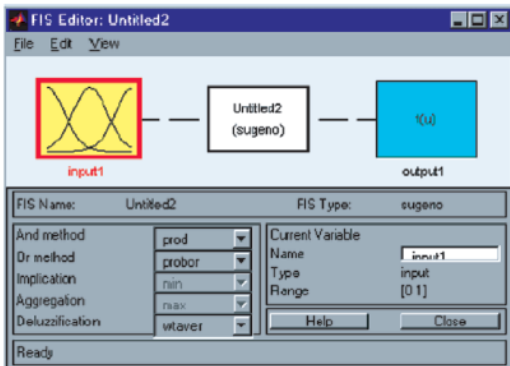 FIS Editor: Untitled2
File Edit View
Untitled2
(sugeno)
f(u)
input1
output1
FIS Name: Untitled2 FIS Type: sugeno
And method prod
Or method probor
Implication min
Aggregation max
Defuzzification wtaver
Current Variable
Name input1
Type input
Range [0 1]
Help Close
Ready